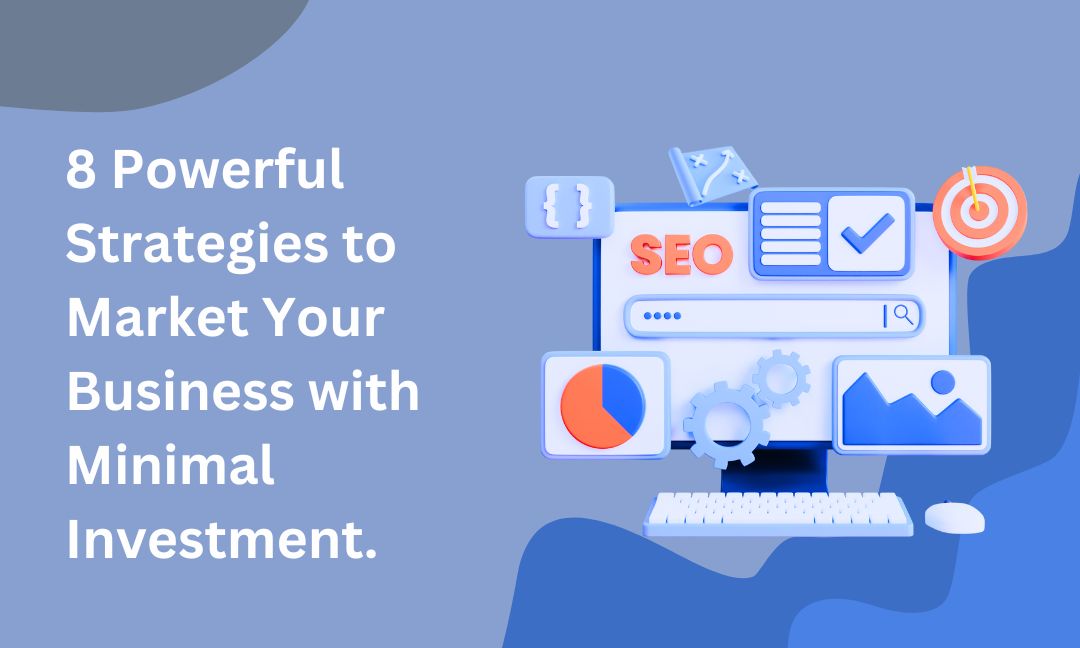 8 Powerful
Strategies to
Market Your
Business with
Minimal
Investment.
{ }
SEO